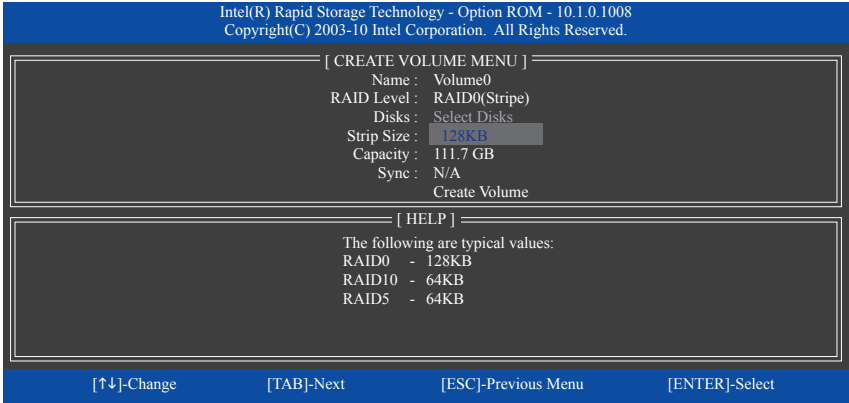 Intel(R) Rapid Storage Technology - Option ROM - 10.1.0.1008
Copyright(C) 2003-10 Intel Corporation. All Rights Reserved.
[ CREATE VOLUME MENU ]
Name : Volume0
RAID Level : RAID0(Stripe)
Disks : Select Disks
Strip Size : 128KB
Capacity : 111.7 GB
Sync : N/A
Create Volume
[ HELP ]
The following are typical values:
RAID0 - 128KB
RAID10 - 64KB
RAID5 - 64KB
[↑↓]-Change [TAB]-Next [ESC]-Previous Menu [ENTER]-Select